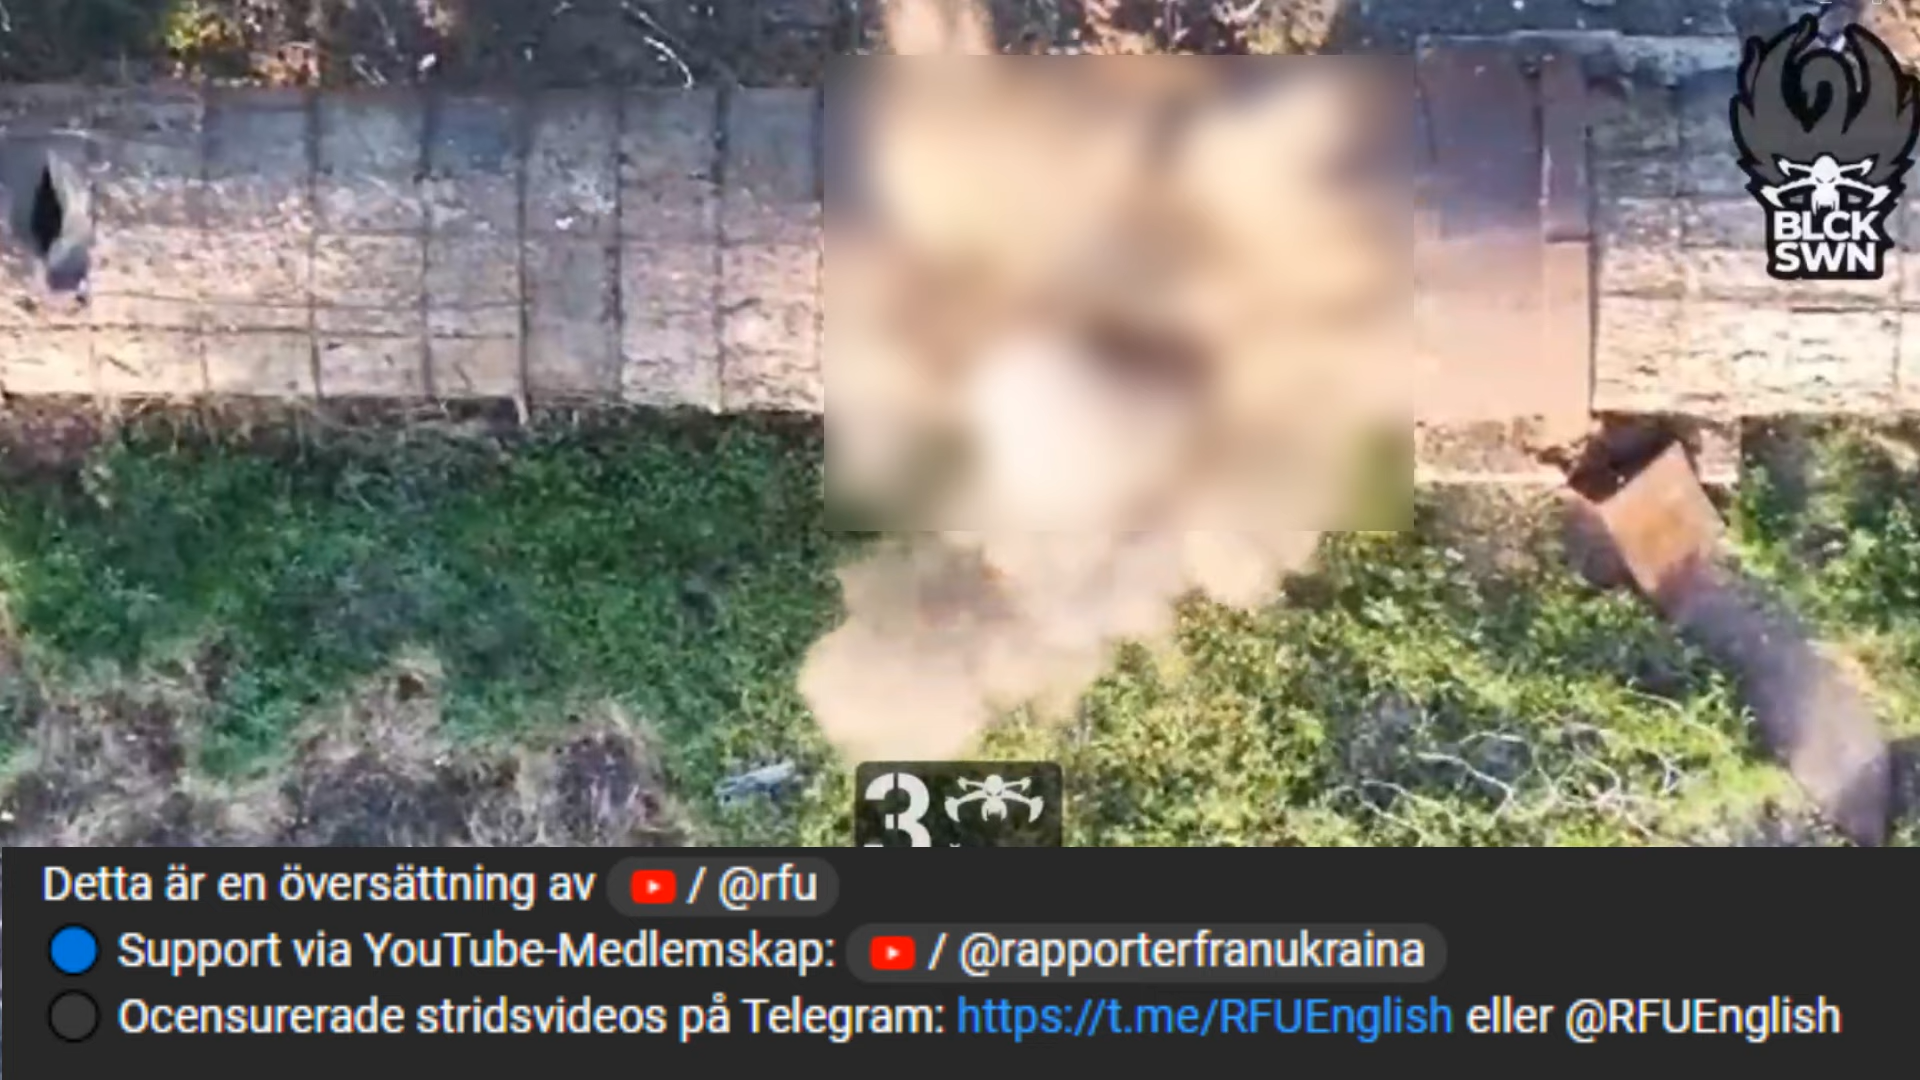 BLCK
SWN
3
Detta är en översättning av / @rfu
Support via YouTube-Medlemskap: / @rapporterfranukraina
Ocensurerade stridsvideos på Telegram: https://t.me/RFUEnglish eller @RFUEnglish